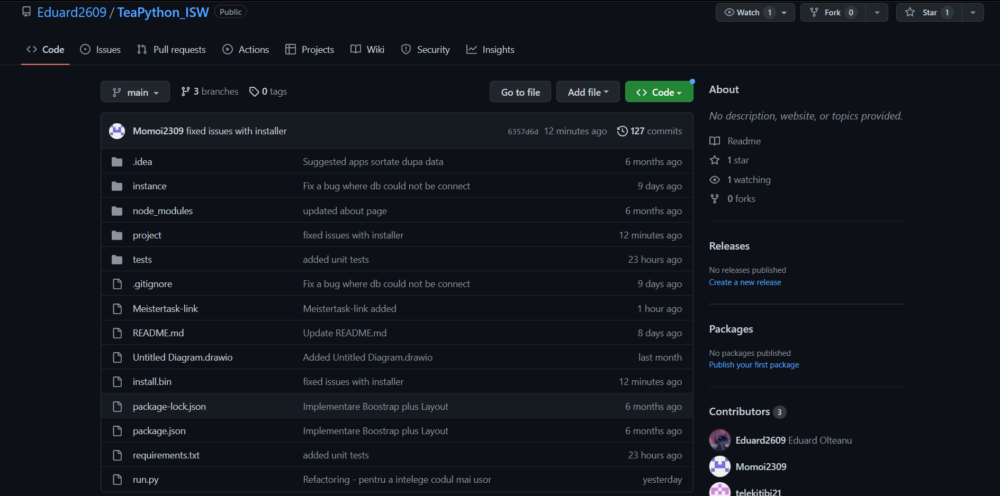 Eduard2609 / TeaPython_ISW Public Watch 1 Fork 0 Star 1
Code Issues Pull requests Actions Projects Wiki Security Insights
main 3 branches 0 tags Go to file Add file Code
Momoi2309 fixed issues with installer 6357d6d 12 minutes ago 127 commits
.idea Suggested apps sortate dupa data 6 months ago
instance Fix a bug where db could not be connect 9 days ago
node_modules updated about page 6 months ago
project fixed issues with installer 12 minutes ago
tests added unit tests 23 hours ago
.gitignore Fix a bug where db could not be connect 9 days ago
Meistertask-link Meistertask-link added 1 hour ago
README.md Update README.md 8 days ago
Untitled Diagram.drawio Added Untitled Diagram.drawio last month
install.bin fixed issues with installer 12 minutes ago
package-lock.json Implementare Boostrap plus Layout 6 months ago
package.json Implementare Boostrap plus Layout 6 months ago
requirements.txt added unit tests 23 hours ago
run.py Refactoring - pentru a intelege codul mai usor yesterday
About
No description, website, or topics provided.
Readme
1 star
1 watching
0 forks
Releases
No releases published
Create a new release
Packages
No packages published
Publish your first package
Contributors 3
Eduard2609 Eduard Olteanu
Momoi2309
telekitibi21